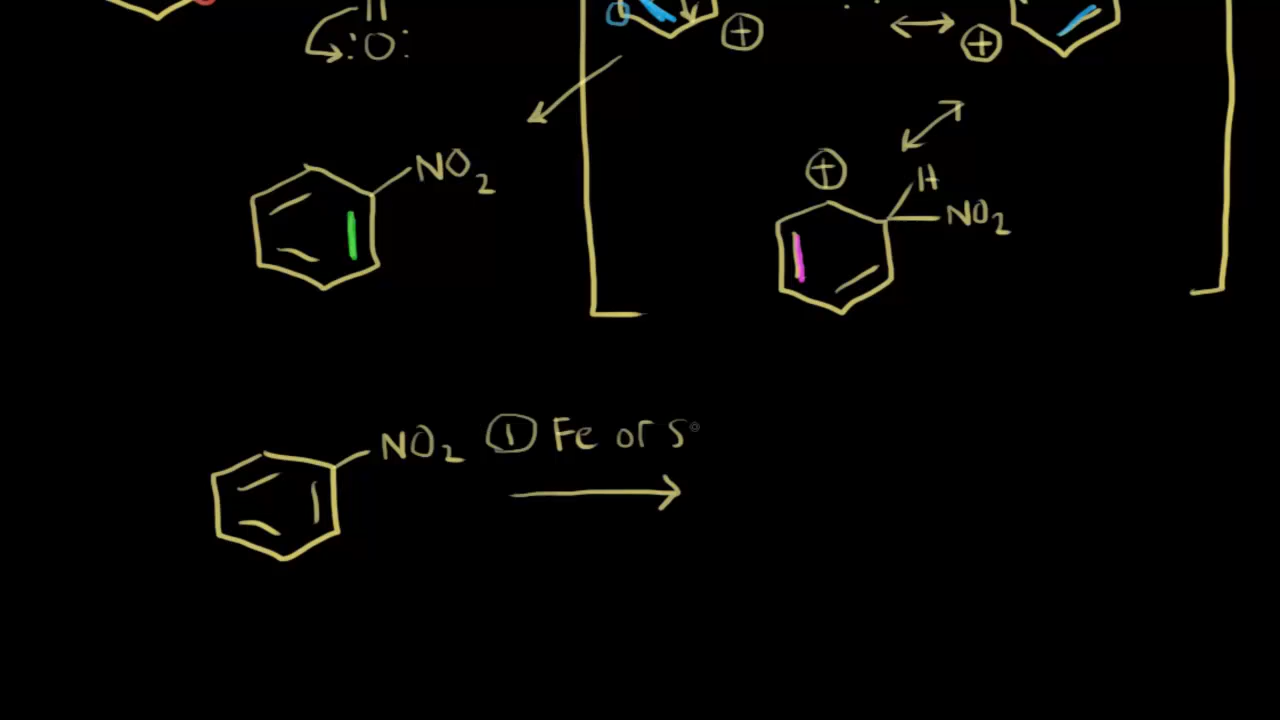 :O:
+
+
NO2
+
H
NO2
NO2 ① Fe or S